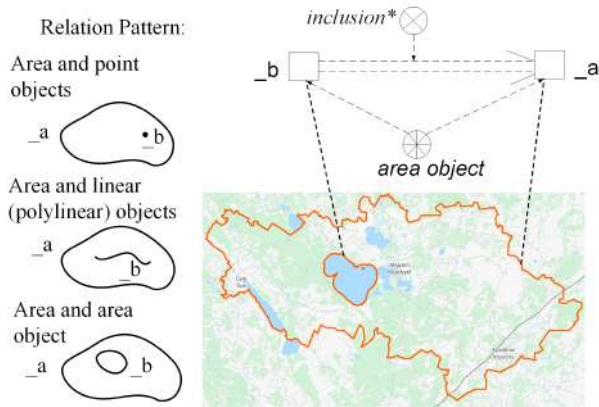 Relation Pattern:
Area and point
objects
_a
_b
Area and linear
(polylinear) objects
_a
_b
Area and area
object
_a
_b
inclusion*
_b
_a
area object